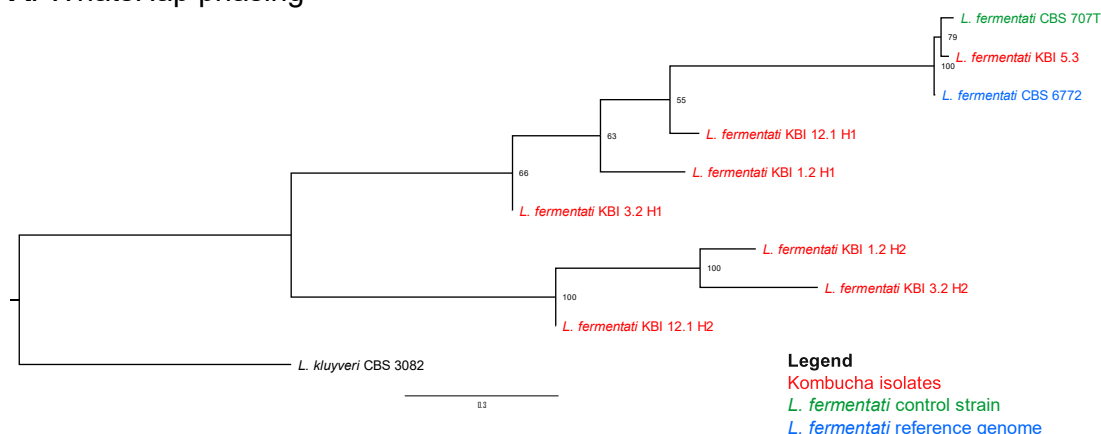 L. fermentati CBS 707T
79
L. fermentati KBI 5.3
100
L. fermentati CBS 6772
55
L. fermentati KBI 12.1 H1
63
L. fermentati KBI 1.2 H1
66
L. fermentati KBI 3.2 H1
L. fermentati KBI 1.2 H2
100
L. fermentati KBI 3.2 H2
100
L. fermentati KBI 12.1 H2
L. kluyveri CBS 3082
0.3
Legend
Kombucha isolates
L. fermentati control strain
L. fermentati reference genome